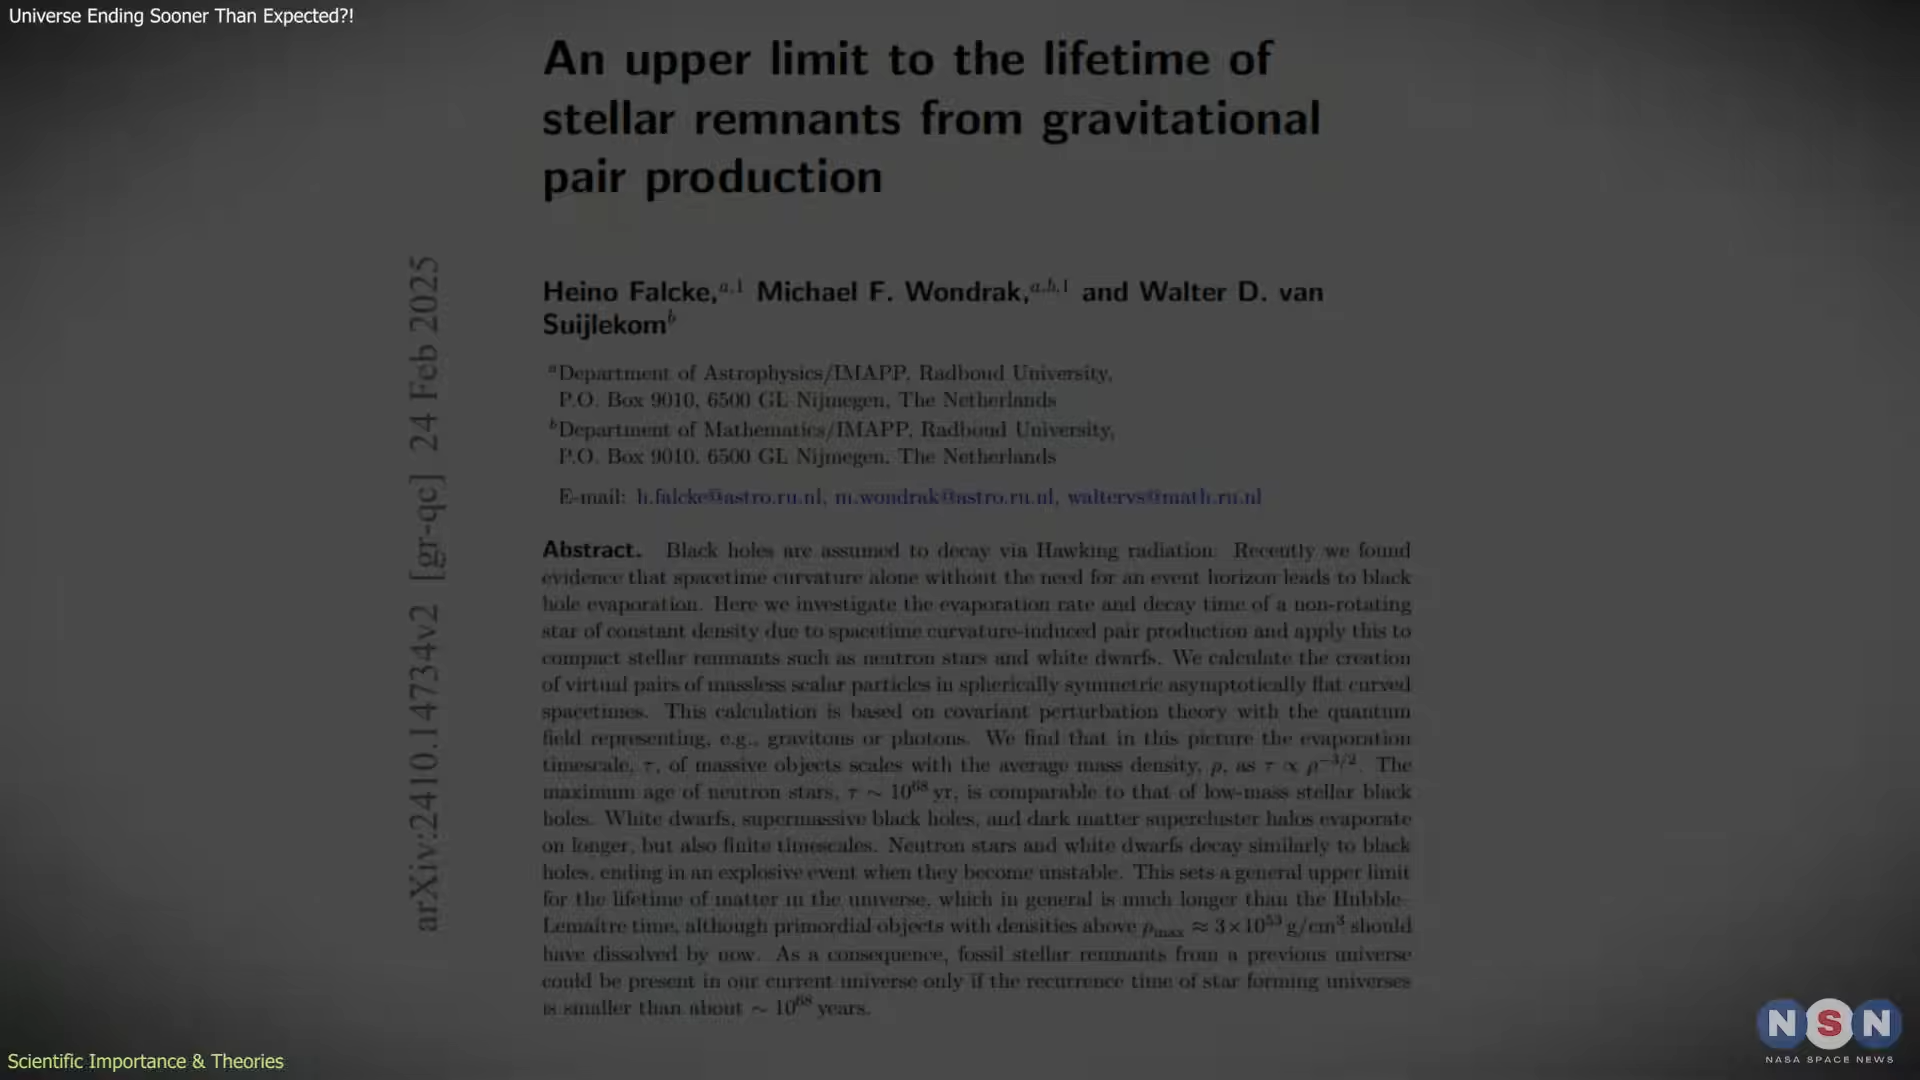 Universe Ending Sooner Than Expected?!
An upper limit to the lifetime of
stellar remnants from gravitational
pair production
arXiv:2410.14734v2 [gr-qc] 24 Feb 2025
Heino Falcke,a,1 Michael F. Wondrak,a,b,1 and Walter D. van
Suijlekomb
aDepartment of Astrophysics/IMAPP, Radboud University,
P.O. Box 9010, 6500 GL Nijmegen, The Netherlands
bDepartment of Mathematics/IMAPP, Radboud University,
P.O. Box 9010, 6500 GL Nijmegen, The Netherlands
E-mail: h.falcke@astro.ru.nl, m.wondrak@astro.ru.nl, waltervs@math.ru.nl
Abstract. Black holes are assumed to decay via Hawking radiation. Recently we found
evidence that spacetime curvature alone without the need for an event horizon leads to black
hole evaporation. Here we investigate the evaporation rate and decay time of a non-rotating
star of constant density due to spacetime curvature-induced pair production and apply this to
compact stellar remnants such as neutron stars and white dwarfs. We calculate the creation
of virtual pairs of massless scalar particles in spherically symmetric asymptotically flat curved
spacetimes. This calculation is based on covariant perturbation theory with the quantum
field representing, e.g., gravitons or photons. We find that in this picture the evaporation
timescale, τ, of massive objects scales with the average mass density, ρ, as τ ∝ ρ^−3/2. The
maximum age of neutron stars, τ ∼ 10^68 yr, is comparable to that of low-mass stellar black
holes. White dwarfs, supermassive black holes, and dark matter supercluster halos evaporate
on longer, but also finite timescales. Neutron stars and white dwarfs decay similarly to black
holes, ending in an explosive event when they become unstable. This sets a general upper limit
for the lifetime of matter in the universe, which in general is much longer than the Hubble–
Lemaître time, although primordial objects with densities above ρmax ≈ 3×10^53 g/cm^3 should
have dissolved by now. As a consequence, fossil stellar remnants from a previous universe
could be present in our current universe only if the recurrence time of star forming universes
is smaller than about ∼ 10^68 years.
NSN
NASA SPACE NEWS
Scientific Importance & Theories